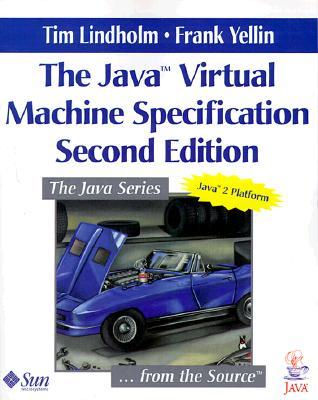 Tim Lindholm • Frank Yellin
The Java™ Virtual
Machine Specification
Second Edition
The Java Series
Java™ 2 Platform
... from the Source™
Sun
microsystems
JAVA